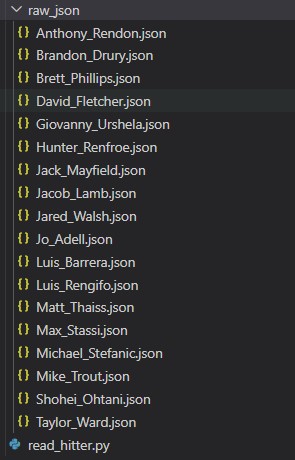 raw_json
{} Anthony_Rendon.json
{} Brandon_Drury.json
{} Brett_Phillips.json
{} David_Fletcher.json
{} Giovanny_Urshela.json
{} Hunter_Renfroe.json
{} Jack_Mayfield.json
{} Jacob_Lamb.json
{} Jared_Walsh.json
{} Jo_Adell.json
{} Luis_Barrera.json
{} Luis_Rengifo.json
{} Matt_Thaiss.json
{} Max_Stassi.json
{} Michael_Stefanic.json
{} Mike_Trout.json
{} Shohei_Ohtani.json
{} Taylor_Ward.json
read_hitter.py